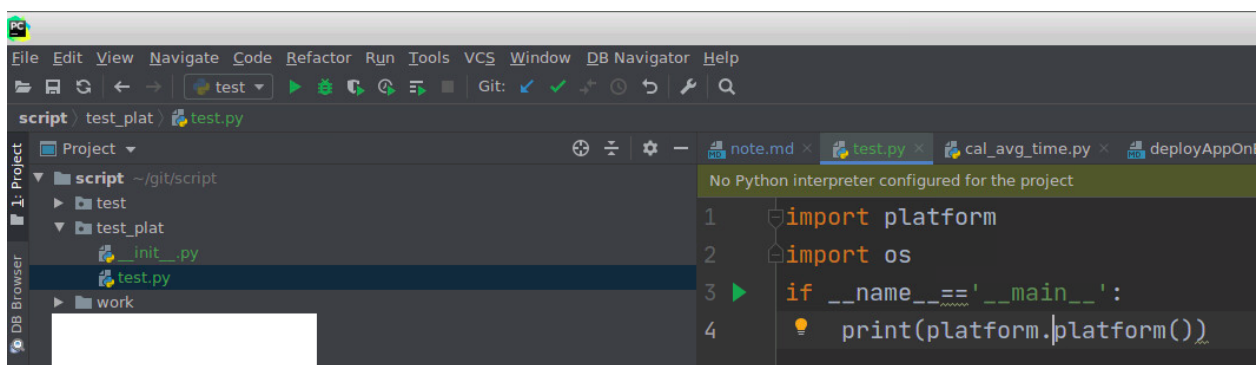 PC
File Edit View Navigate Code Refactor Run Tools VCS Window DB Navigator Help
test Git:
script test_plat test.py
1: Project
Project
script ~/git/script
test
test_plat
__init__.py
test.py
work
DB Browser
note.md test.py cal_avg_time.py deployAppOn
No Python interpreter configured for the project
1 import platform
2 import os
3 if __name__=='__main__':
4 print(platform.platform())